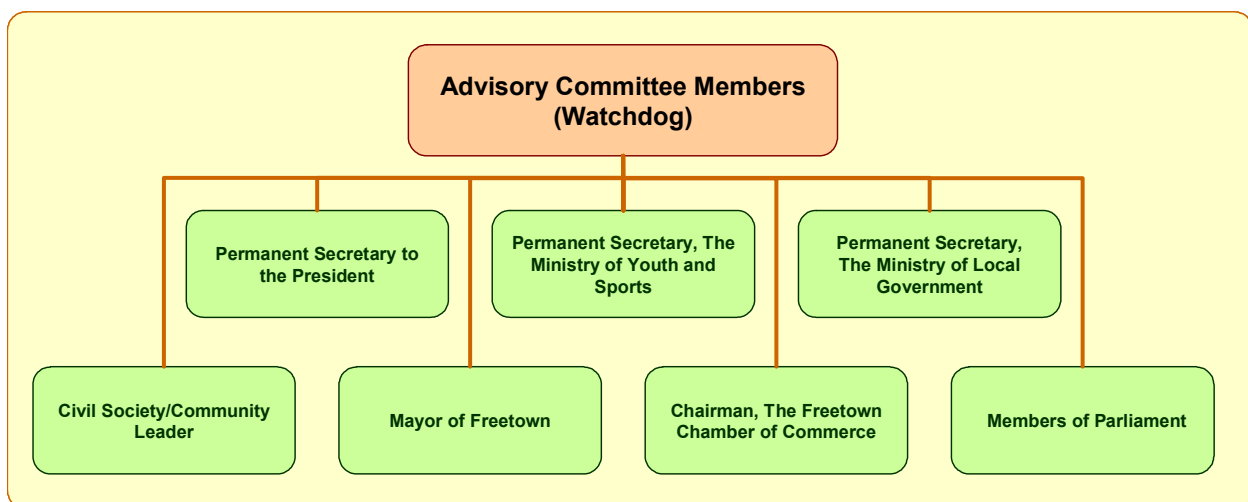 Advisory Committee Members
(Watchdog)
Permanent Secretary to
the President
Permanent Secretary, The
Ministry of Youth and
Sports
Permanent Secretary,
The Ministry of Local
Government
Civil Society/Community
Leader
Mayor of Freetown
Chairman, The Freetown
Chamber of Commerce
Members of Parliament